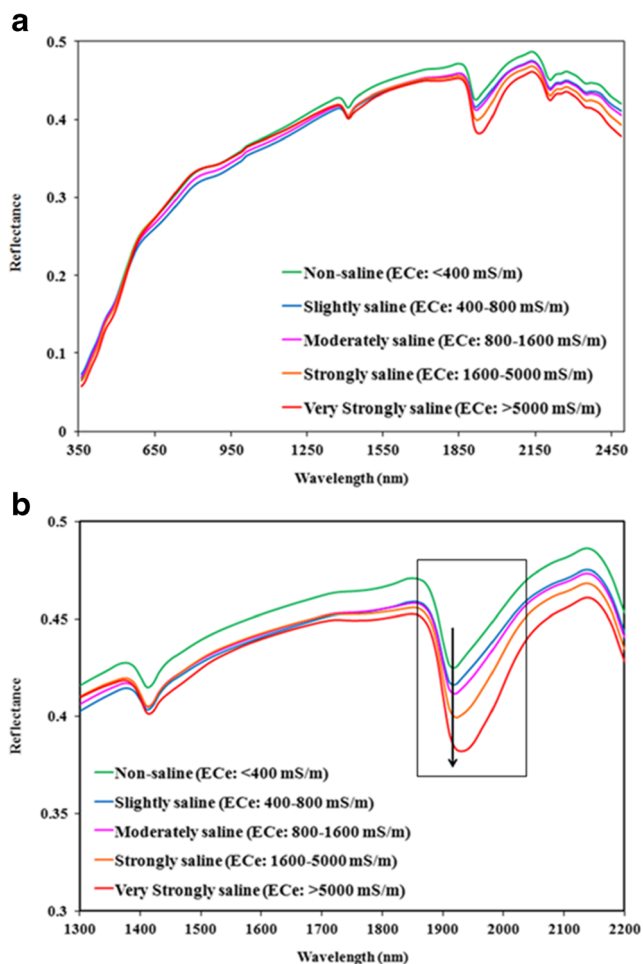 a
0.5
0.4
0.3
0.2
0.1
0
Reflectance
Non-saline (ECe: <400 mS/m)
Slightly saline (ECe: 400-800 mS/m)
Moderately saline (ECe: 800-1600 mS/m)
Strongly saline (ECe: 1600-5000 mS/m)
Very Strongly saline (ECe: >5000 mS/m)
350 650 950 1250 1550 1850 2150 2450
Wavelength (nm)
b
0.5
0.45
0.4
0.35
0.3
Reflectance
Non-saline (ECe: <400 mS/m)
Slightly saline (ECe: 400-800 mS/m)
Moderately saline (ECe: 800-1600 mS/m)
Strongly saline (ECe: 1600-5000 mS/m)
Very Strongly saline (ECe: >5000 mS/m)
1300 1400 1500 1600 1700 1800 1900 2000 2100 2200
Wavelength (nm)